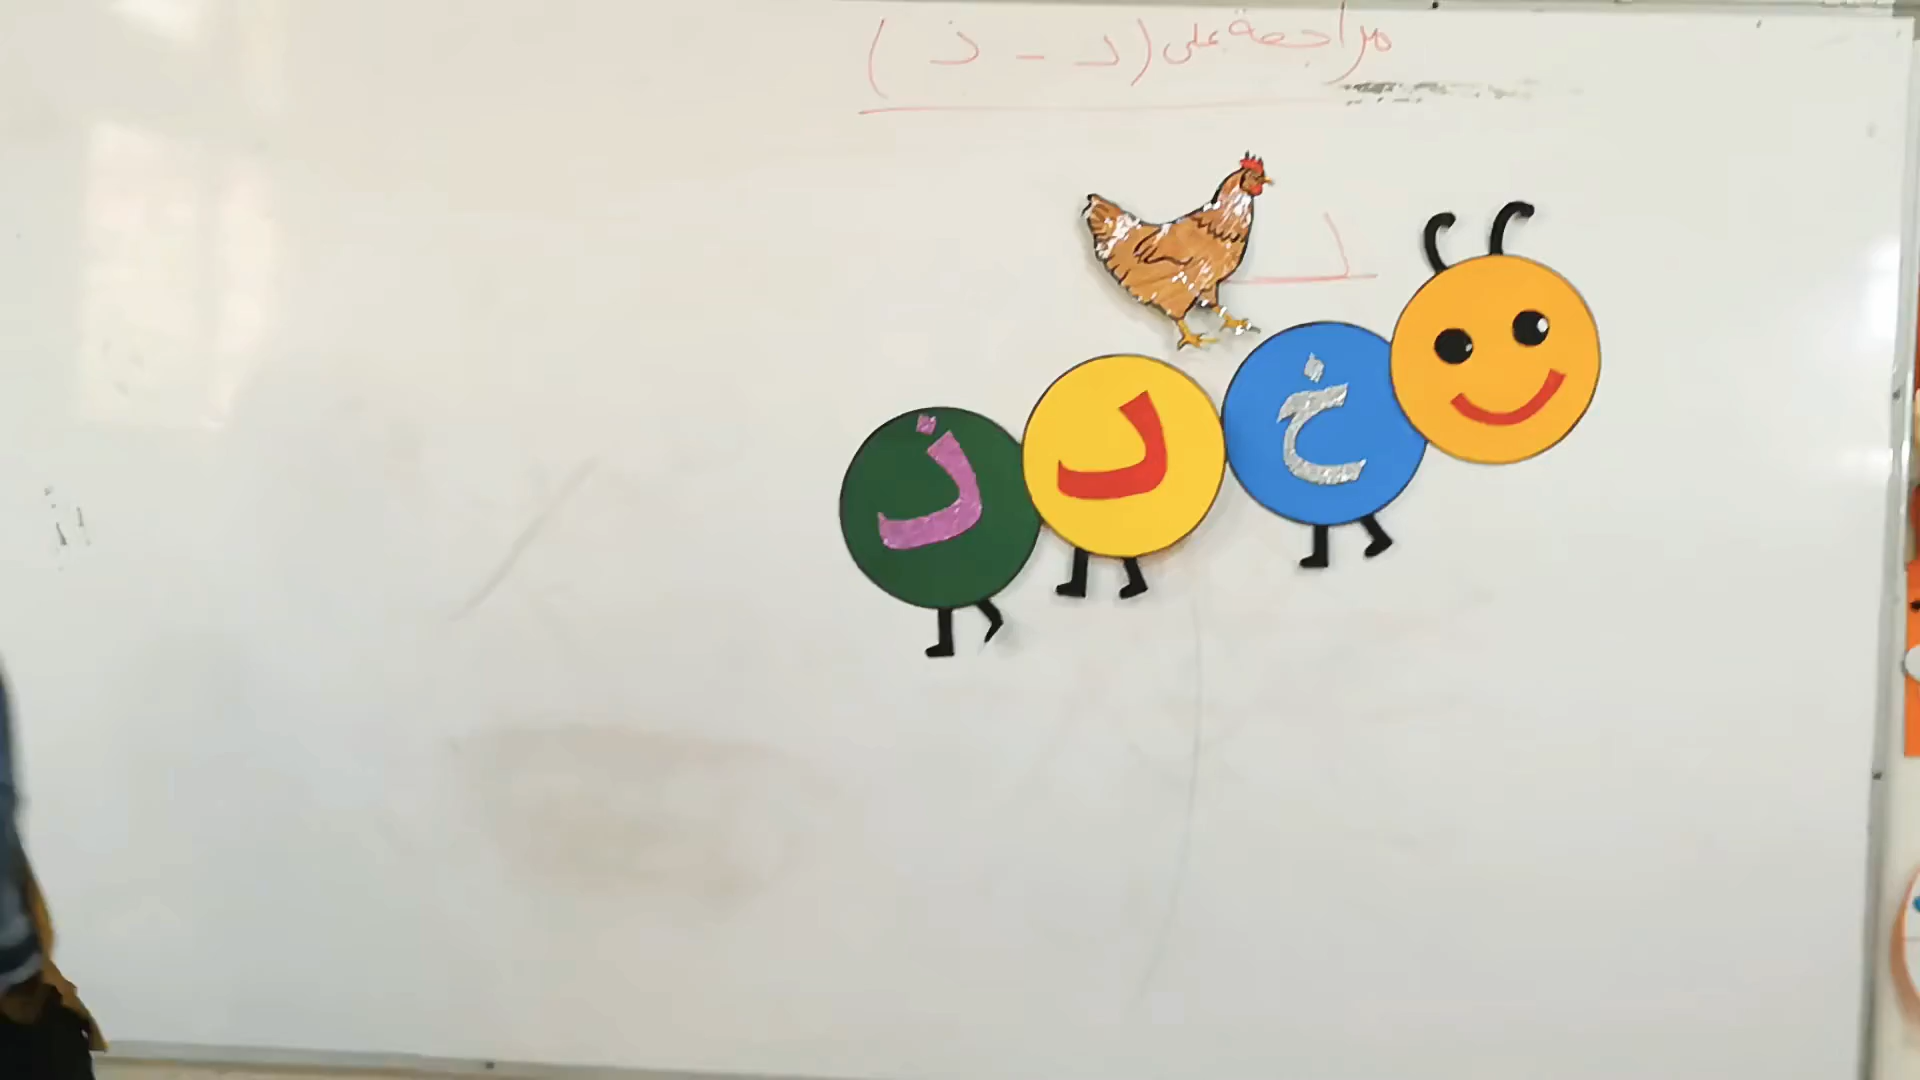 مراجعة على (د - ذ)
د
خ
د
ذ